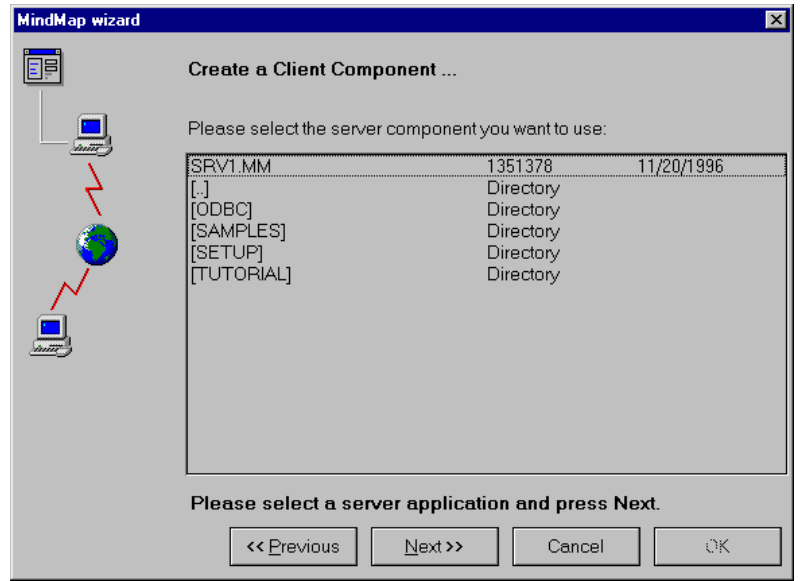 MindMap wizard
Create a Client Component ...
Please select the server component you want to use:
SRV1.MM 1351378 11/20/1996
[..] Directory
[ODBC] Directory
[SAMPLES] Directory
[SETUP] Directory
[TUTORIAL] Directory
Please select a server application and press Next.
<< Previous Next >> Cancel OK